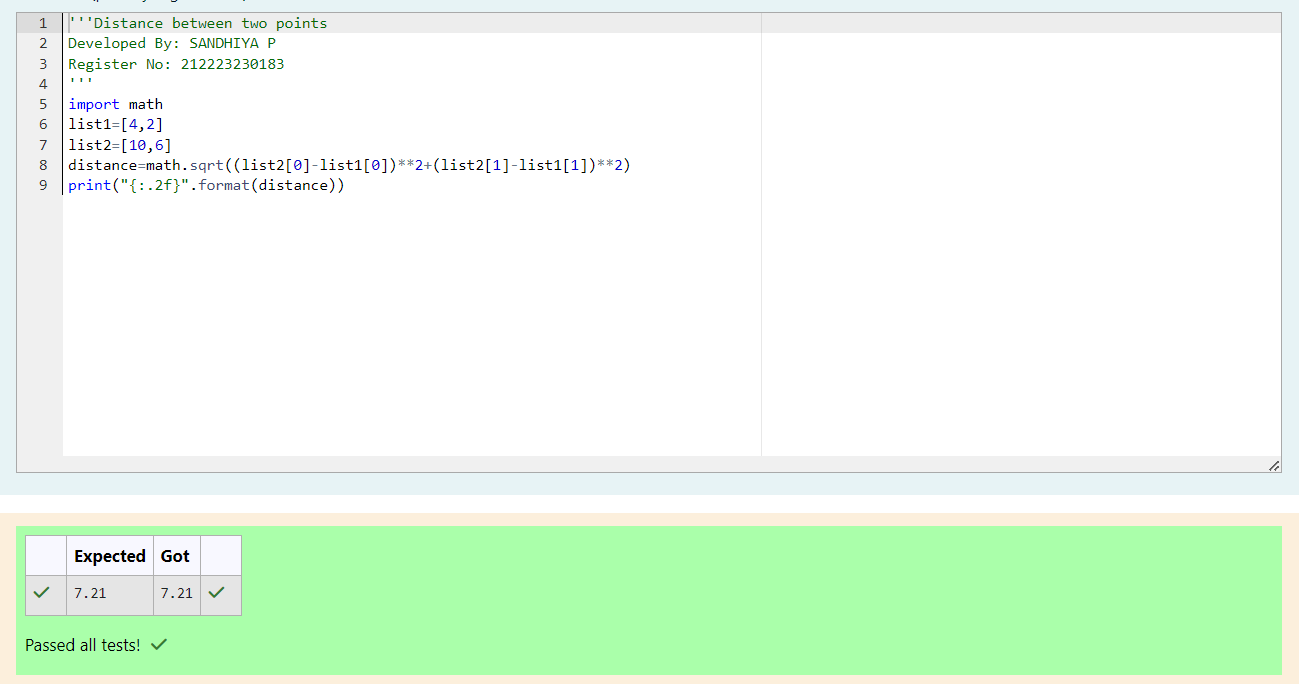 1 '''Distance between two points
2 Developed By: SANDHIYA P
3 Register No: 212223230183
4 '''
5 import math
6 list1=[4,2]
7 list2=[10,6]
8 distance=math.sqrt((list2[0]-list1[0])**2+(list2[1]-list1[1])**2)
9 print("{:.2f}".format(distance))
Expected Got
7.21 7.21
Passed all tests!